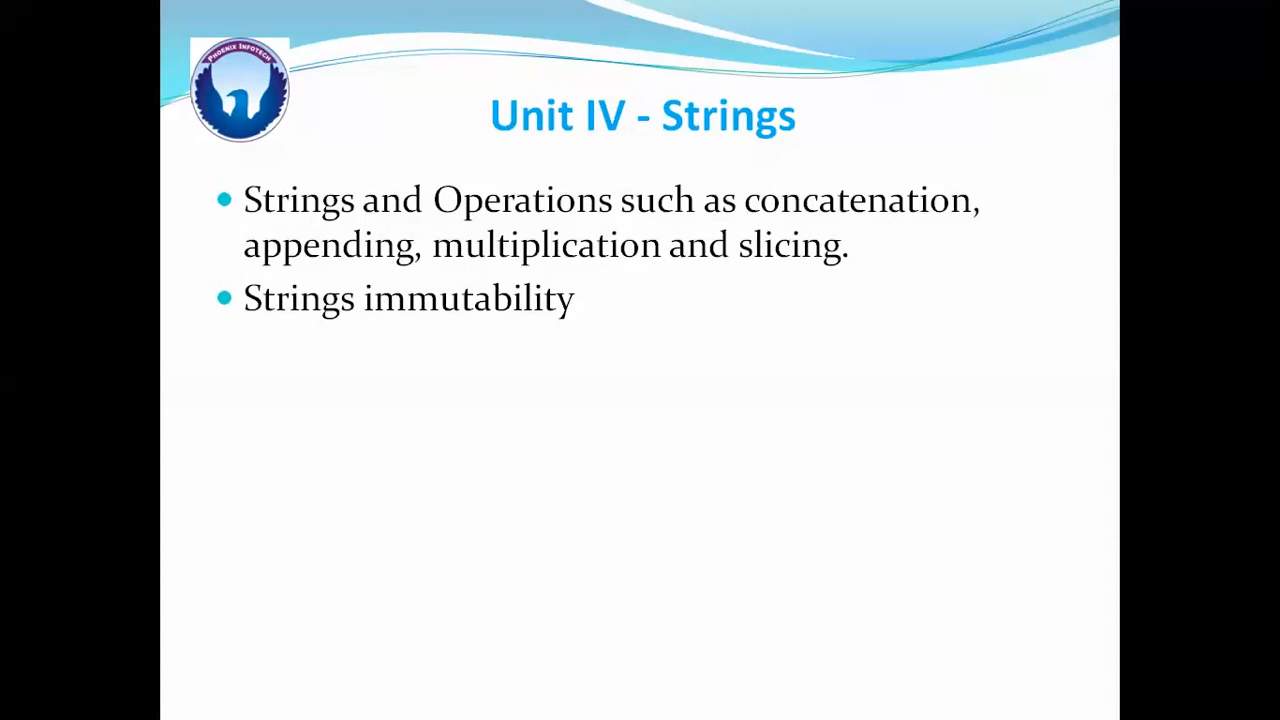 PHOENIX INFOTECH
Unit IV - Strings
• Strings and Operations such as concatenation,
appending, multiplication and slicing.
• Strings immutability